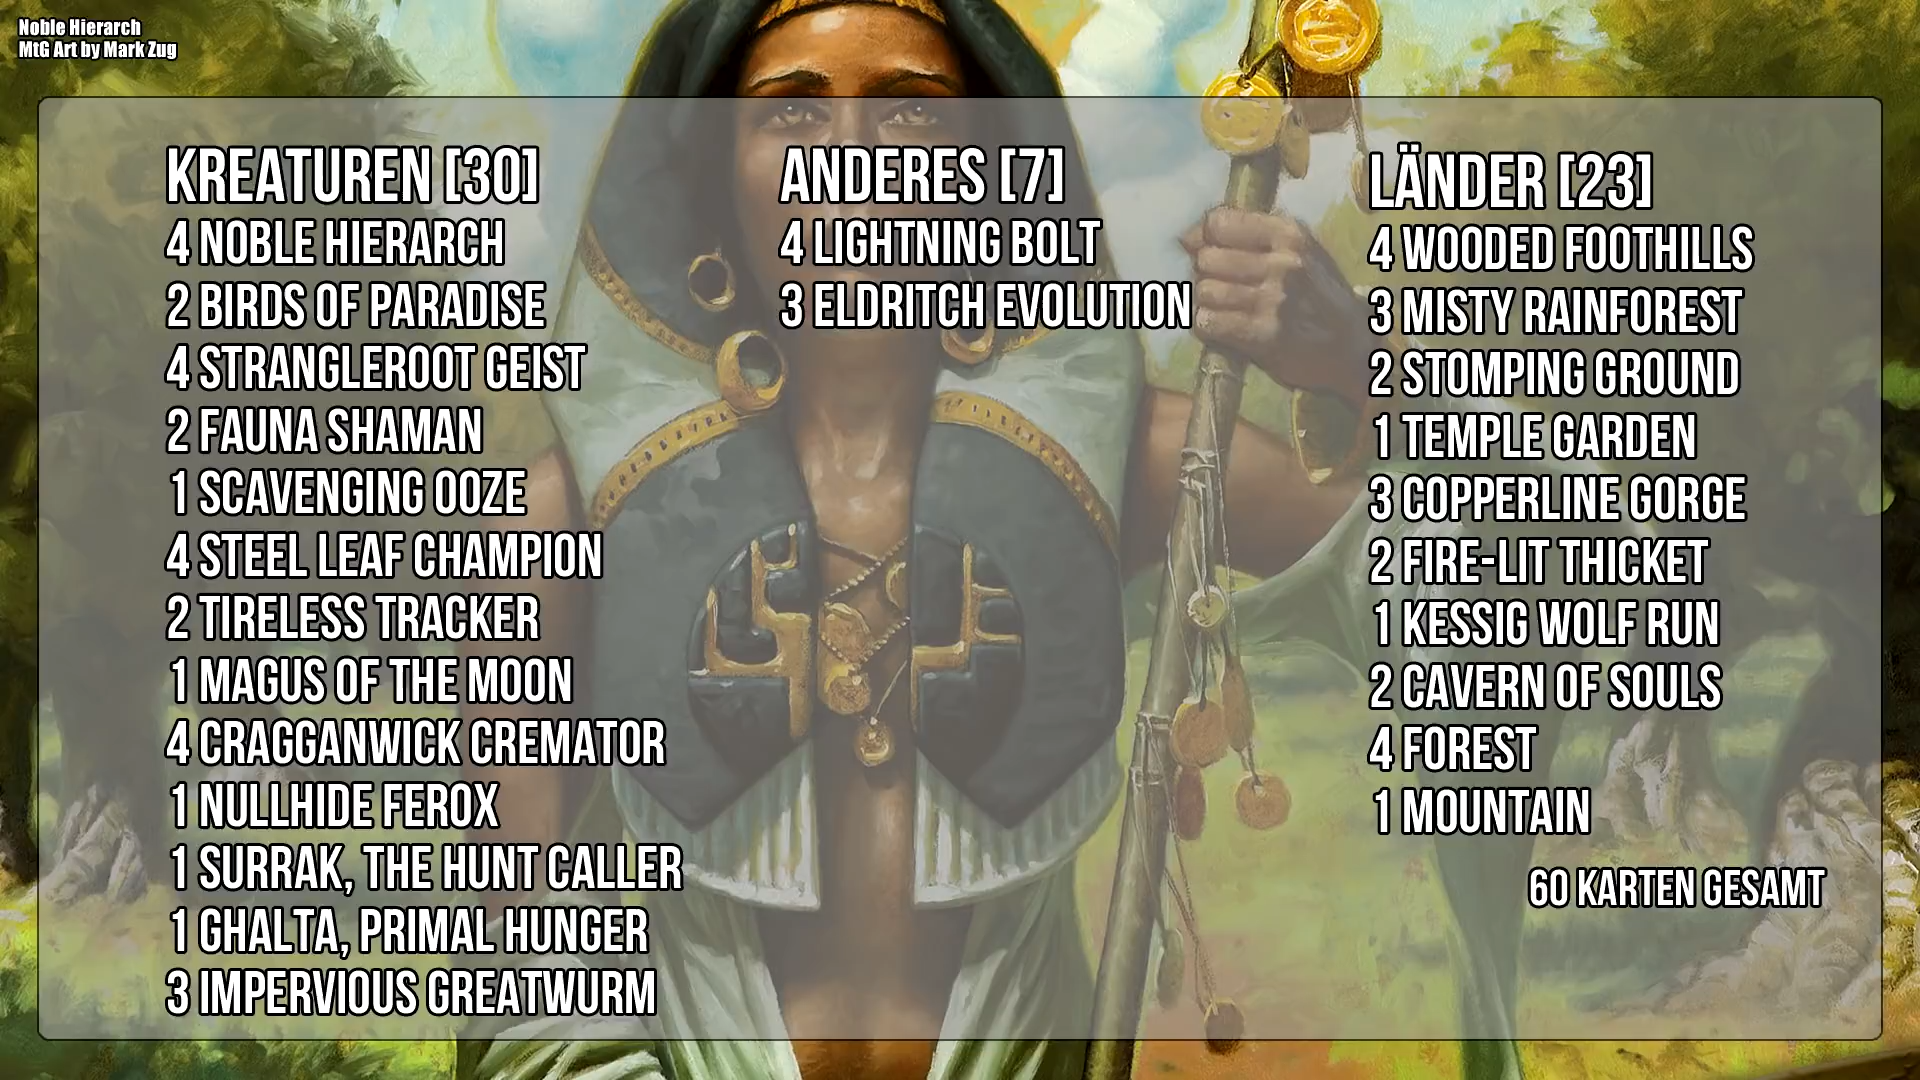 Noble Hierarch
MtG Art by Mark Zug
KREATUREN [30]
4 NOBLE HIERARCH
2 BIRDS OF PARADISE
4 STRANGLEROOT GEIST
2 FAUNA SHAMAN
1 SCAVENGING OOZE
4 STEEL LEAF CHAMPION
2 TIRELESS TRACKER
1 MAGUS OF THE MOON
4 CRAGGANWICK CREMATOR
1 NULLHIDE FEROX
1 SURRAK, THE HUNT CALLER
1 GHALTA, PRIMAL HUNGER
3 IMPERVIOUS GREATWURM
ANDERES [7]
4 LIGHTNING BOLT
3 ELDRITCH EVOLUTION
LÄNDER [23]
4 WOODED FOOTHILLS
3 MISTY RAINFOREST
2 STOMPING GROUND
1 TEMPLE GARDEN
3 COPPERLINE GORGE
2 FIRE-LIT THICKET
1 KESSIG WOLF RUN
2 CAVERN OF SOULS
4 FOREST
1 MOUNTAIN
60 KARTEN GESAMT